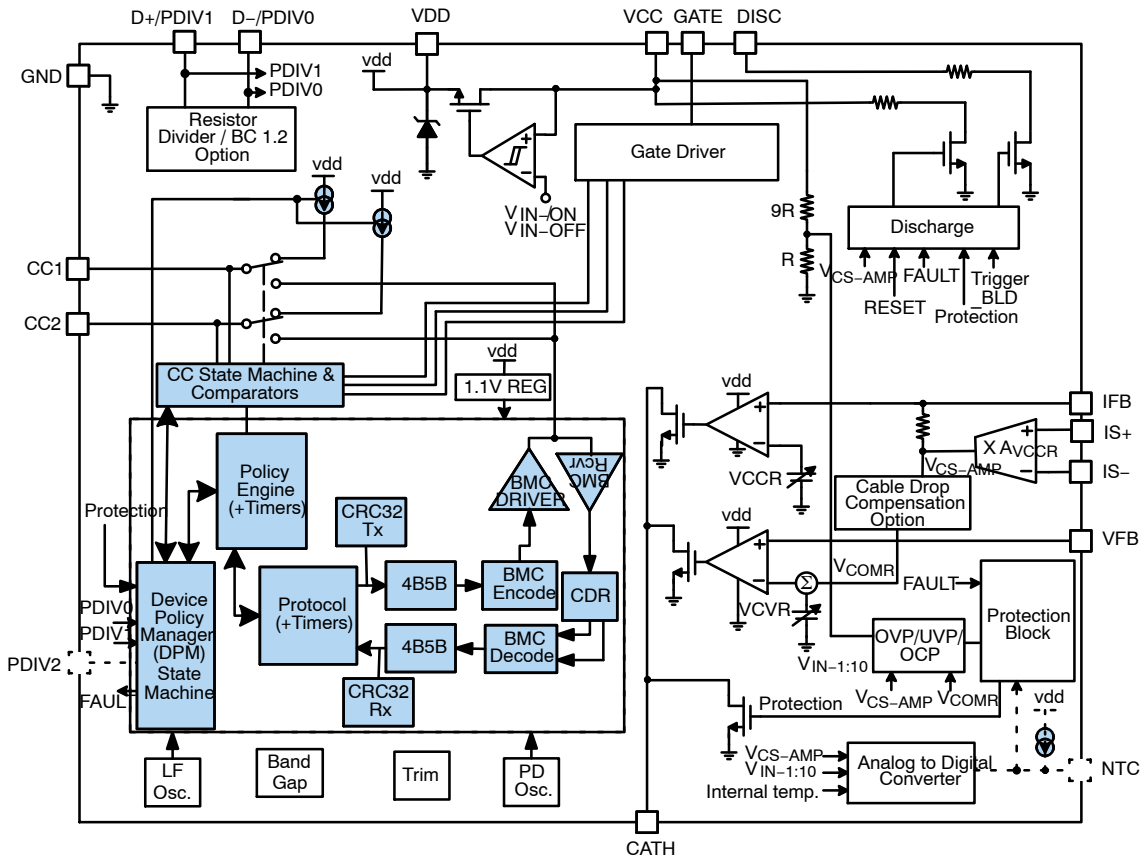 D+/PDIV1
D−/PDIV0
VDD
VCC
GATE
DISC
GND
PDIV1
PDIV0
vdd
Resistor
Divider / BC 1.2
Option
Gate Driver
vdd
vdd
+
−
V IN−/ON
V IN−OFF
9R
R
Discharge
VCS−AMP
FAULT
RESET
Trigger
_BLD
Protection
CC1
CC2
CC State Machine &
Comparators
vdd
1.1V REG
vdd
+
−
VCCR
IFB
IS+
IS−
+
−
X AVCCR
VCS−AMP
Cable Drop
Compensation
Option
Policy
Engine
(+Timers)
BMC
DRIVER
BMC
Rcvr
CRC32
Tx
Protection
vdd
+
−
Σ
VCOMR
VCVR
VFB
FAULT
Protection
Block
Device
Policy
Manager
(DPM)
State
Machine
Protocol
(+Timers)
4B5B
BMC
Encode
CDR
PDIV0
PDIV1
PDIV2
FAUL
4B5B
BMC
Decode
CRC32
Rx
VIN−1:10
OVP/UVP/
OCP
VCS−AMP
VCOMR
vdd
Protection
LF
Osc.
Band
Gap
Trim
PD
Osc.
VCS−AMP
VIN−1:10
Internal temp.
Analog to Digital
Converter
NTC
CATH